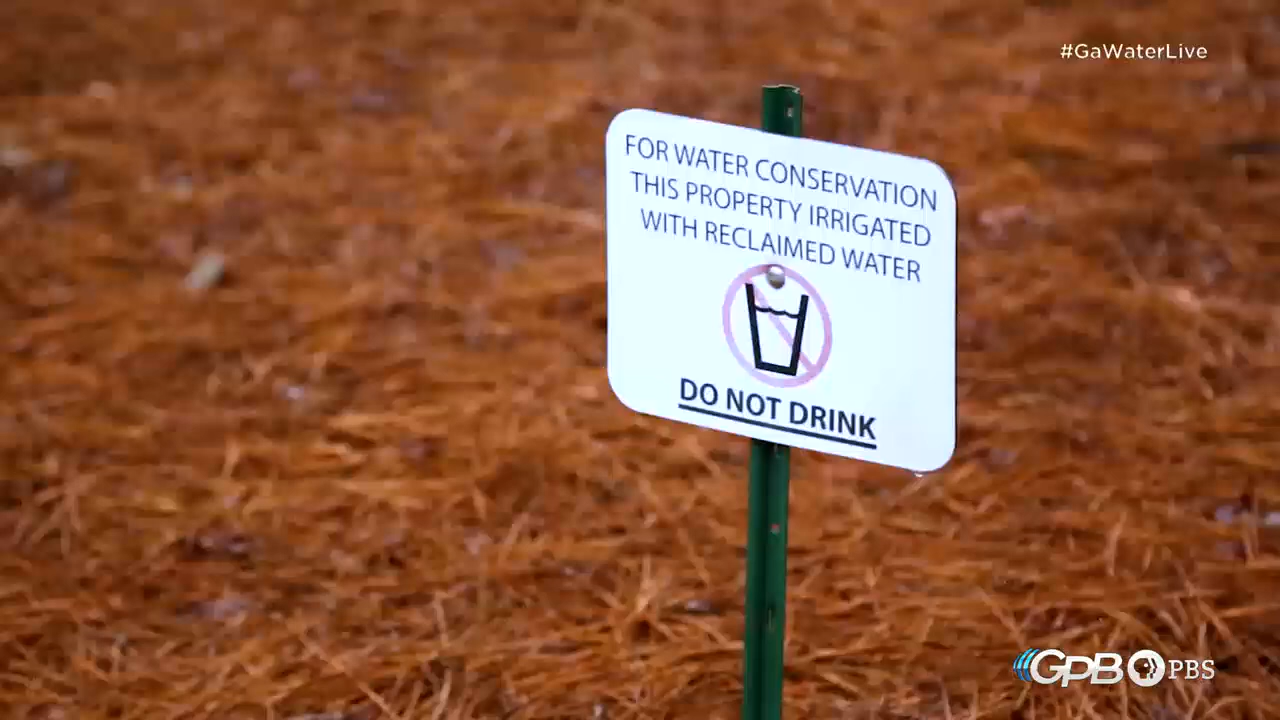 #GaWaterLive
FOR WATER CONSERVATION
THIS PROPERTY IRRIGATED
WITH RECLAIMED WATER
DO NOT DRINK
GPB PBS